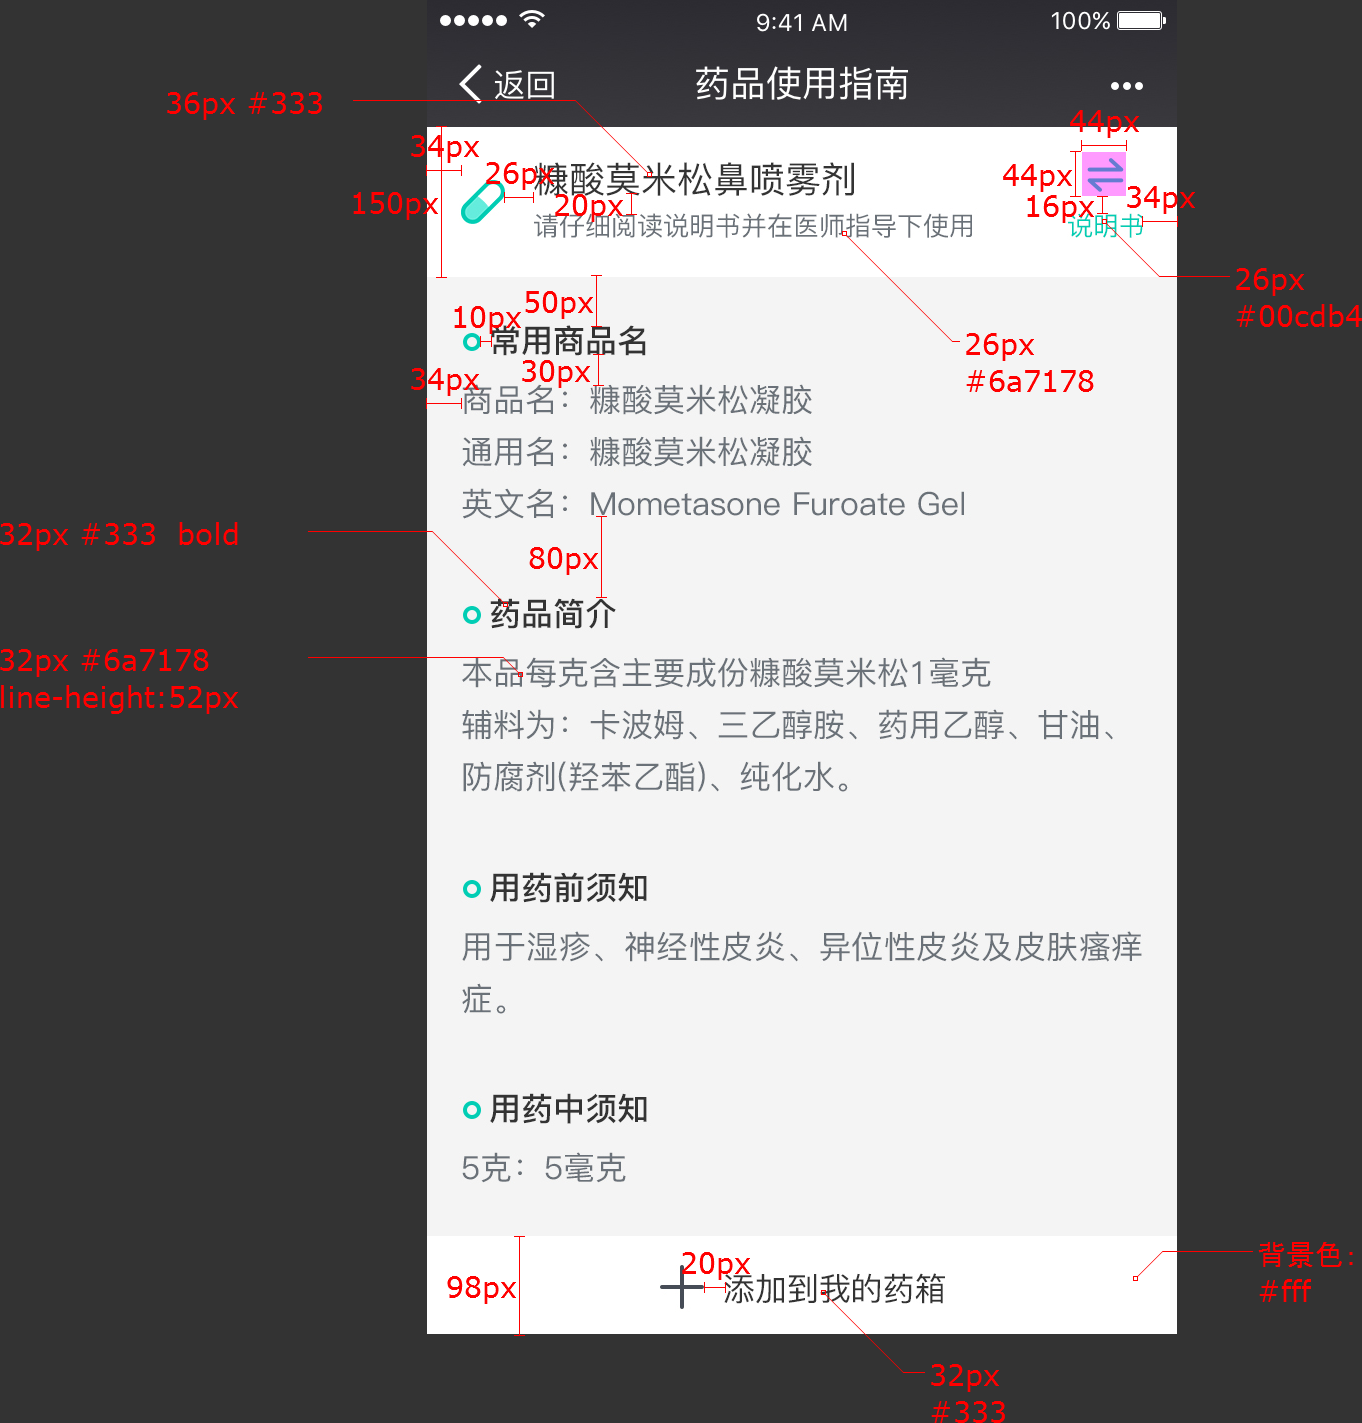 9:41 AM
100%
返回
药品使用指南
36px #333
44px
34px
26px
糠酸莫米松鼻喷雾剂
44px
34px
150px
20px
16px
请仔细阅读说明书并在医师指导下使用
说明书
26px
#00cdb4
50px
10px
常用商品名
26px
#6a7178
30px
34px
商品名：糠酸莫米松凝胶
通用名：糠酸莫米松凝胶
英文名：Mometasone Furoate Gel
32px #333 bold
80px
药品简介
32px #6a7178
line-height:52px
本品每克含主要成份糠酸莫米松1毫克
辅料为：卡波姆、三乙醇胺、药用乙醇、甘油、
防腐剂(羟苯乙酯)、纯化水。
用药前须知
用于湿疹、神经性皮炎、异位性皮炎及皮肤瘙痒
症。
用药中须知
5克：5毫克
背景色：
#fff
98px
20px
添加到我的药箱
32px
#333